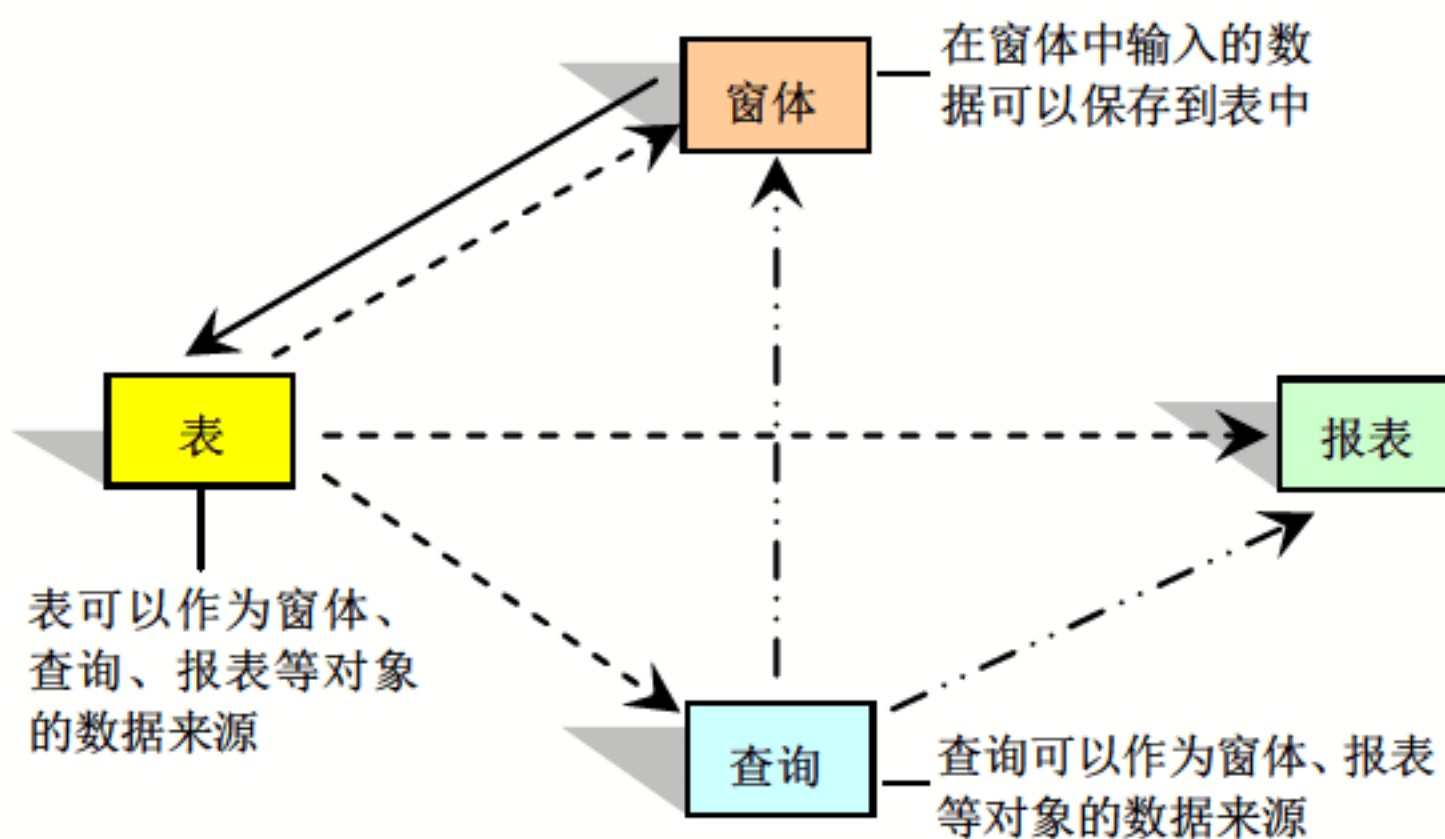 窗体
在窗体中输入的数
据可以保存到表中
表
报表
表可以作为窗体、
查询、报表等对象
的数据来源
查询
查询可以作为窗体、报表
等对象的数据来源